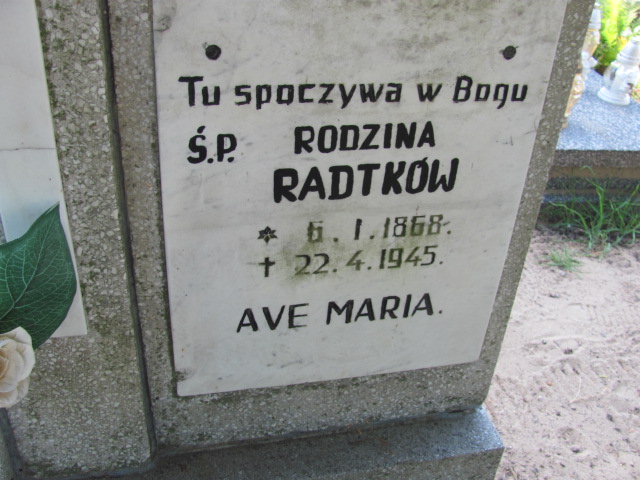 Tu spoczywa w Bogu
Ś.P. RODZINA
RADTKÓW
* 6.1.1868.
† 22.4.1945.
AVE MARIA.